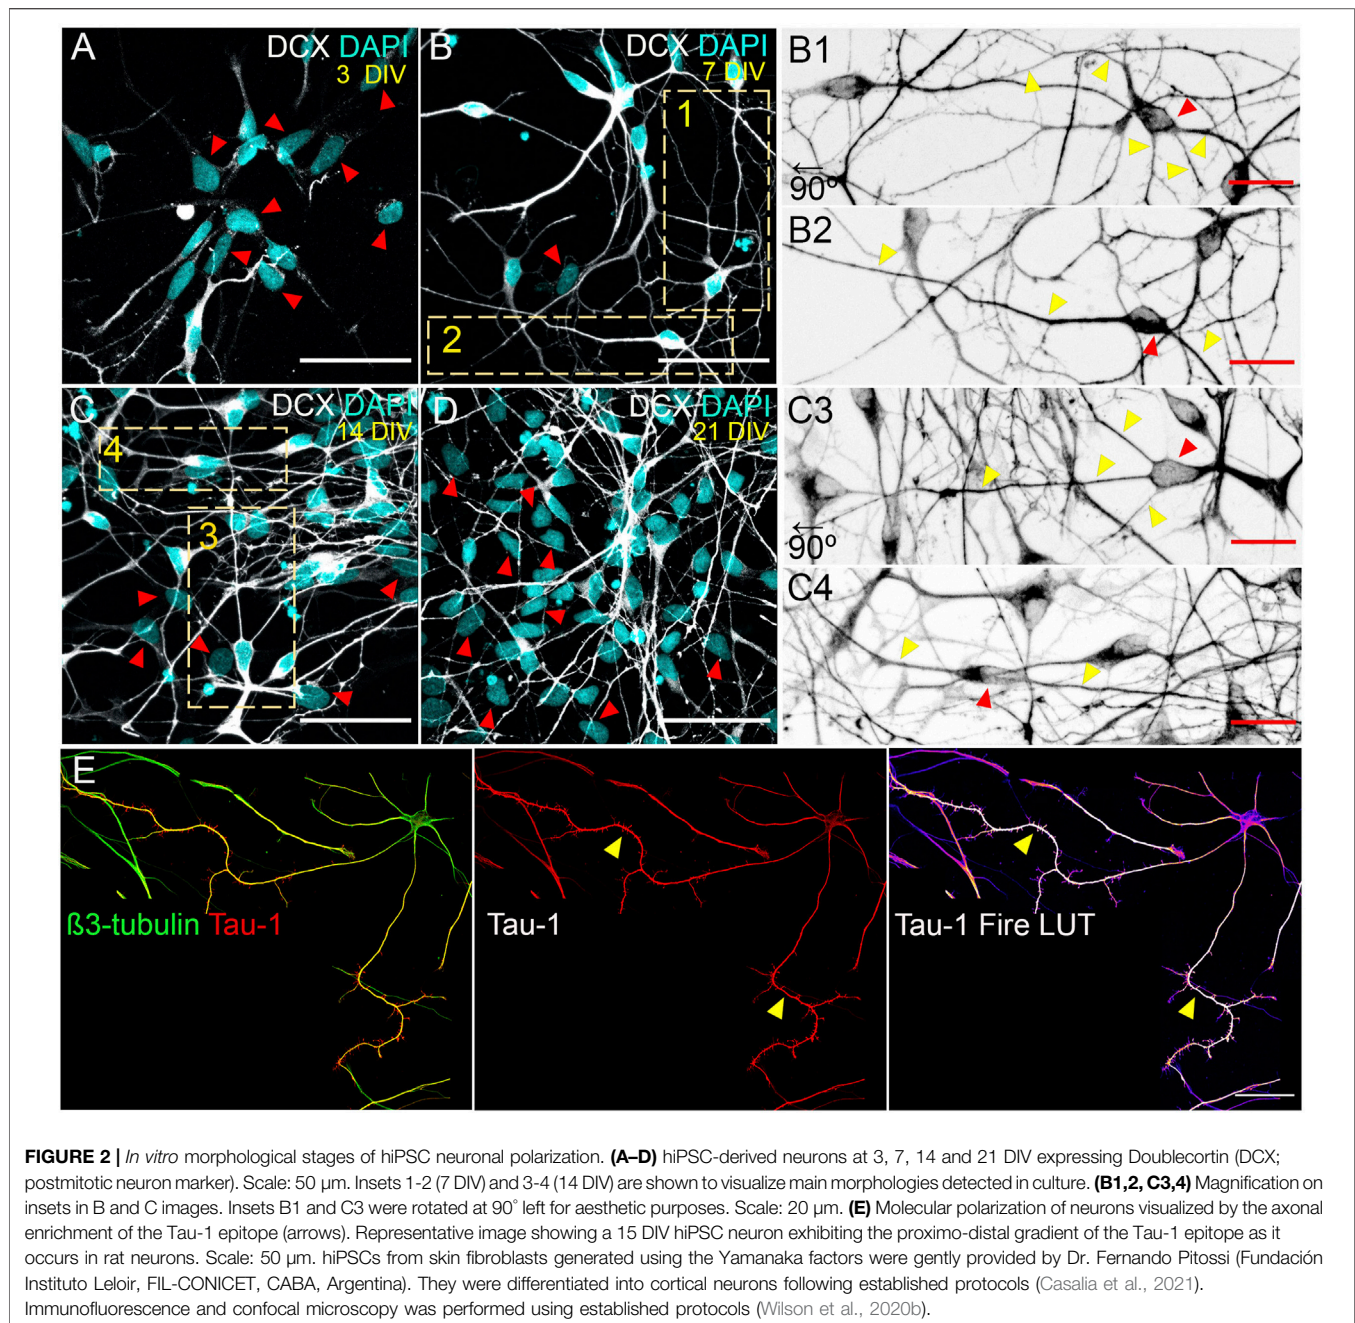 A
DCX DAPI
3 DIV
B
DCX DAPI
7 DIV
1
2
B1
←
90º
B2
C
DCX DAPI
14 DIV
4
3
D
DCX DAPI
21 DIV
C3
←
90º
C4
E
ß3-tubulin Tau-1
Tau-1
Tau-1 Fire LUT
FIGURE 2 | In vitro morphological stages of hiPSC neuronal polarization. (A–D) hiPSC-derived neurons at 3, 7, 14 and 21 DIV expressing Doublecortin (DCX;
postmitotic neuron marker). Scale: 50 µm. Insets 1-2 (7 DIV) and 3-4 (14 DIV) are shown to visualize main morphologies detected in culture. (B1,2, C3,4) Magnification on
insets in B and C images. Insets B1 and C3 were rotated at 90° left for aesthetic purposes. Scale: 20 µm. (E) Molecular polarization of neurons visualized by the axonal
enrichment of the Tau-1 epitope (arrows). Representative image showing a 15 DIV hiPSC neuron exhibiting the proximo-distal gradient of the Tau-1 epitope as it
occurs in rat neurons. Scale: 50 µm. hiPSCs from skin fibroblasts generated using the Yamanaka factors were gently provided by Dr. Fernando Pitossi (Fundación
Instituto Leloir, FIL-CONICET, CABA, Argentina). They were differentiated into cortical neurons following established protocols (Casalia et al., 2021).
Immunofluorescence and confocal microscopy was performed using established protocols (Wilson et al., 2020b).